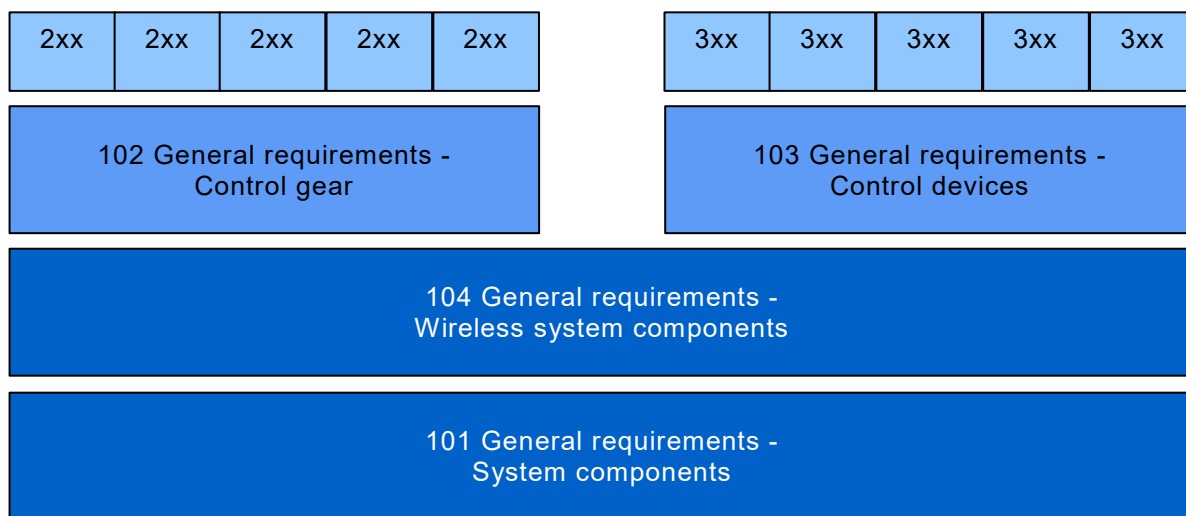 2xx 2xx 2xx 2xx 2xx 3xx 3xx 3xx 3xx 3xx
102 General requirements -
Control gear
103 General requirements -
Control devices
104 General requirements -
Wireless system components
101 General requirements -
System components